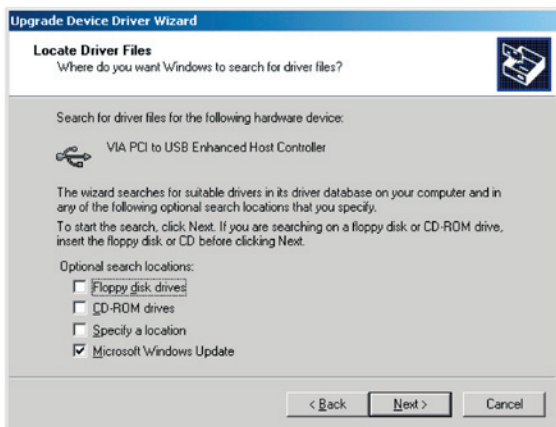 Upgrade Device Driver Wizard
Locate Driver Files
Where do you want Windows to search for driver files?
Search for driver files for the following hardware device:
VIA PCI to USB Enhanced Host Controller
The wizard searches for suitable drivers in its driver database on your computer and in
any of the following optional search locations that you specify.
To start the search, click Next. If you are searching on a floppy disk or CD-ROM drive,
insert the floppy disk or CD before clicking Next.
Optional search locations:
Floppy disk drives
CD-ROM drives
Specify a location
Microsoft Windows Update
< Back
Next >
Cancel